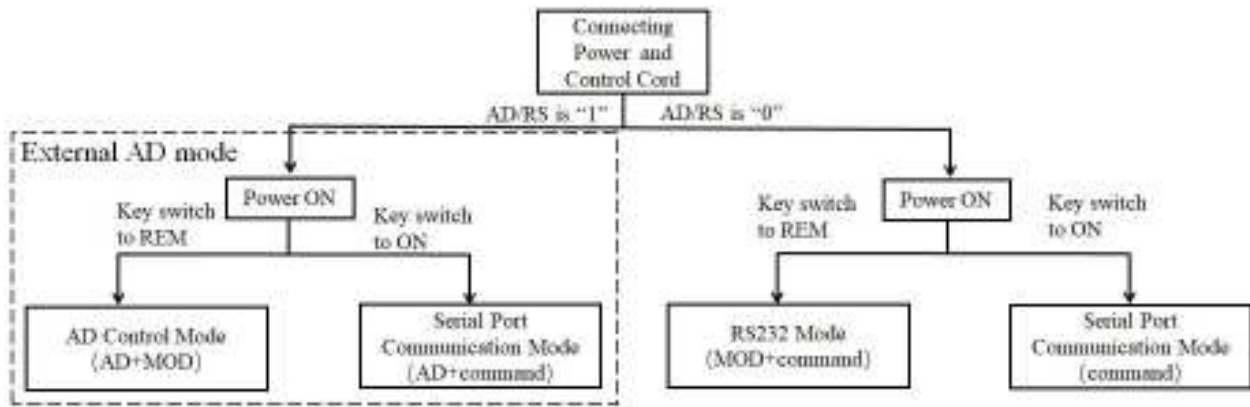 Connecting
Power and
Control Cord
AD/RS is “1”
AD/RS is “0”
External AD mode
Power ON
Key switch
to REM
Key switch
to ON
AD Control Mode
(AD+MOD)
Serial Port
Communication Mode
(AD+command)
Power ON
Key switch
to REM
Key switch
to ON
RS232 Mode
(MOD+command)
Serial Port
Communication Mode
(command)